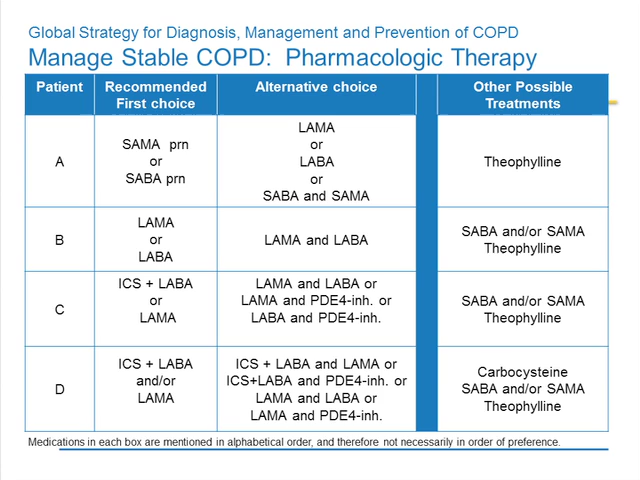 Global Strategy for Diagnosis, Management and Prevention of COPD
Manage Stable COPD: Pharmacologic Therapy
Patient
Recommended
First choice
Alternative choice
Other Possible
Treatments
A
SAMA prn
or
SABA prn
LAMA
or
LABA
or
SABA and SAMA
Theophylline
B
LAMA
or
LABA
LAMA and LABA
SABA and/or SAMA
Theophylline
C
ICS + LABA
or
LAMA
LAMA and LABA or
LAMA and PDE4-inh. or
LABA and PDE4-inh.
SABA and/or SAMA
Theophylline
D
ICS + LABA
and/or
LAMA
ICS + LABA and LAMA or
ICS+LABA and PDE4-inh. or
LAMA and LABA or
LAMA and PDE4-inh.
Carbocysteine
SABA and/or SAMA
Theophylline
Medications in each box are mentioned in alphabetical order, and therefore not necessarily in order of preference.